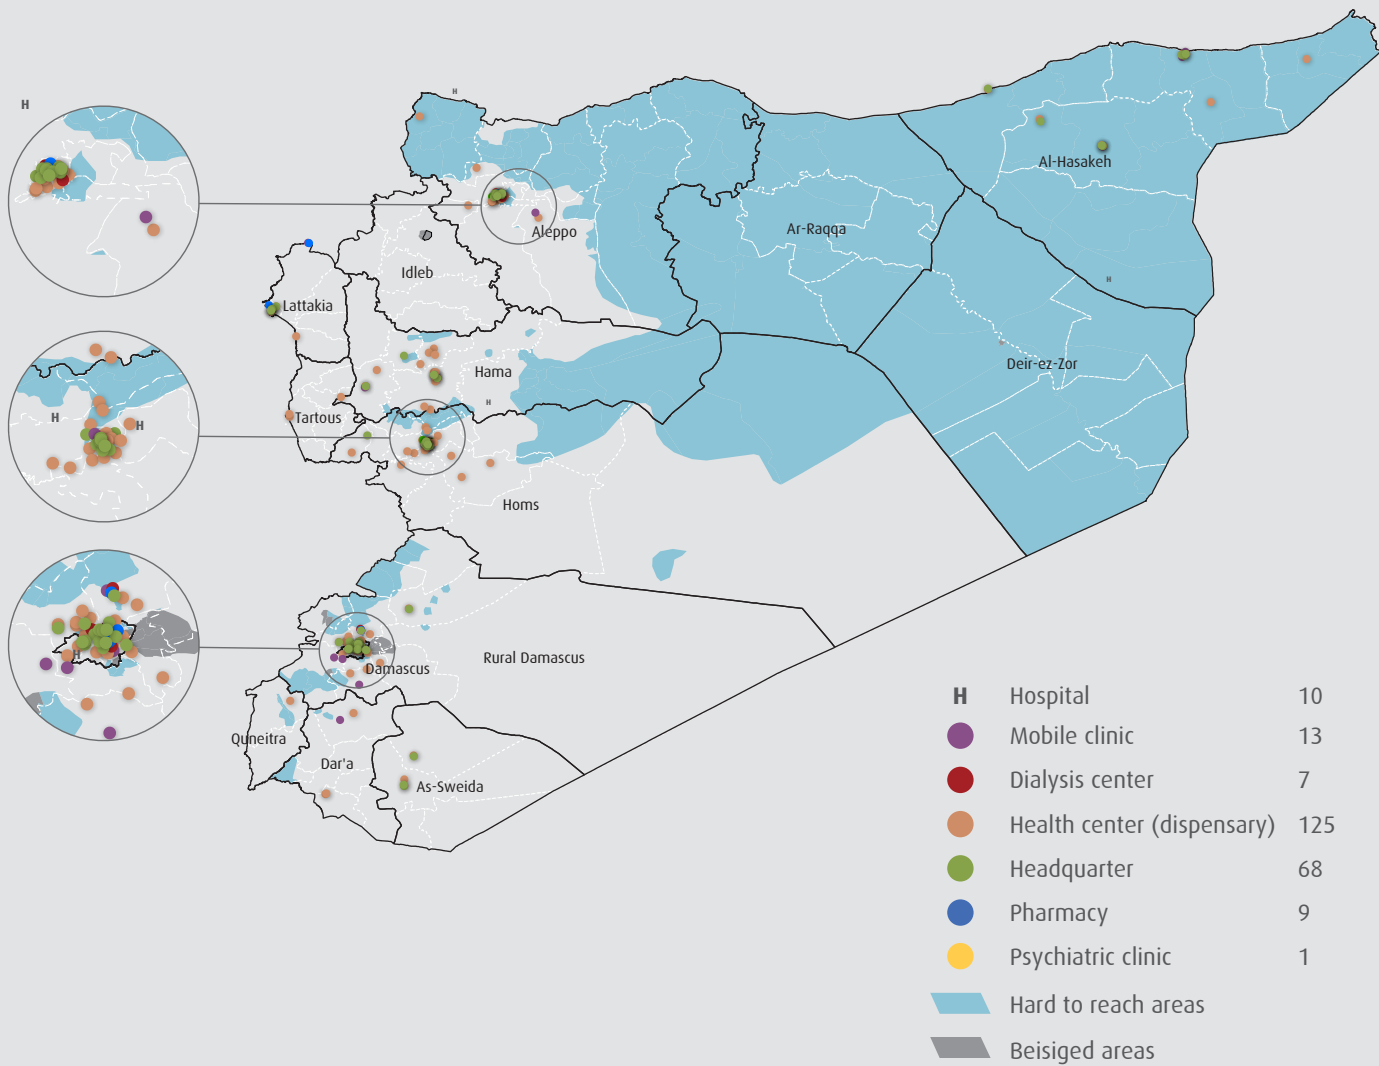 H
H
Al-Hasakeh
Ar-Raqqa
Aleppo
Idleb
H
Lattakia
Deir-ez-Zor
Hama
H
H
H
Tartous
Homs
H
Rural Damascus
Damascus
Quneitra
Dar'a
As-Sweida
H Hospital 10
Mobile clinic 13
Dialysis center 7
Health center (dispensary) 125
Headquarter 68
Pharmacy 9
Psychiatric clinic 1
Hard to reach areas
Beisiged areas